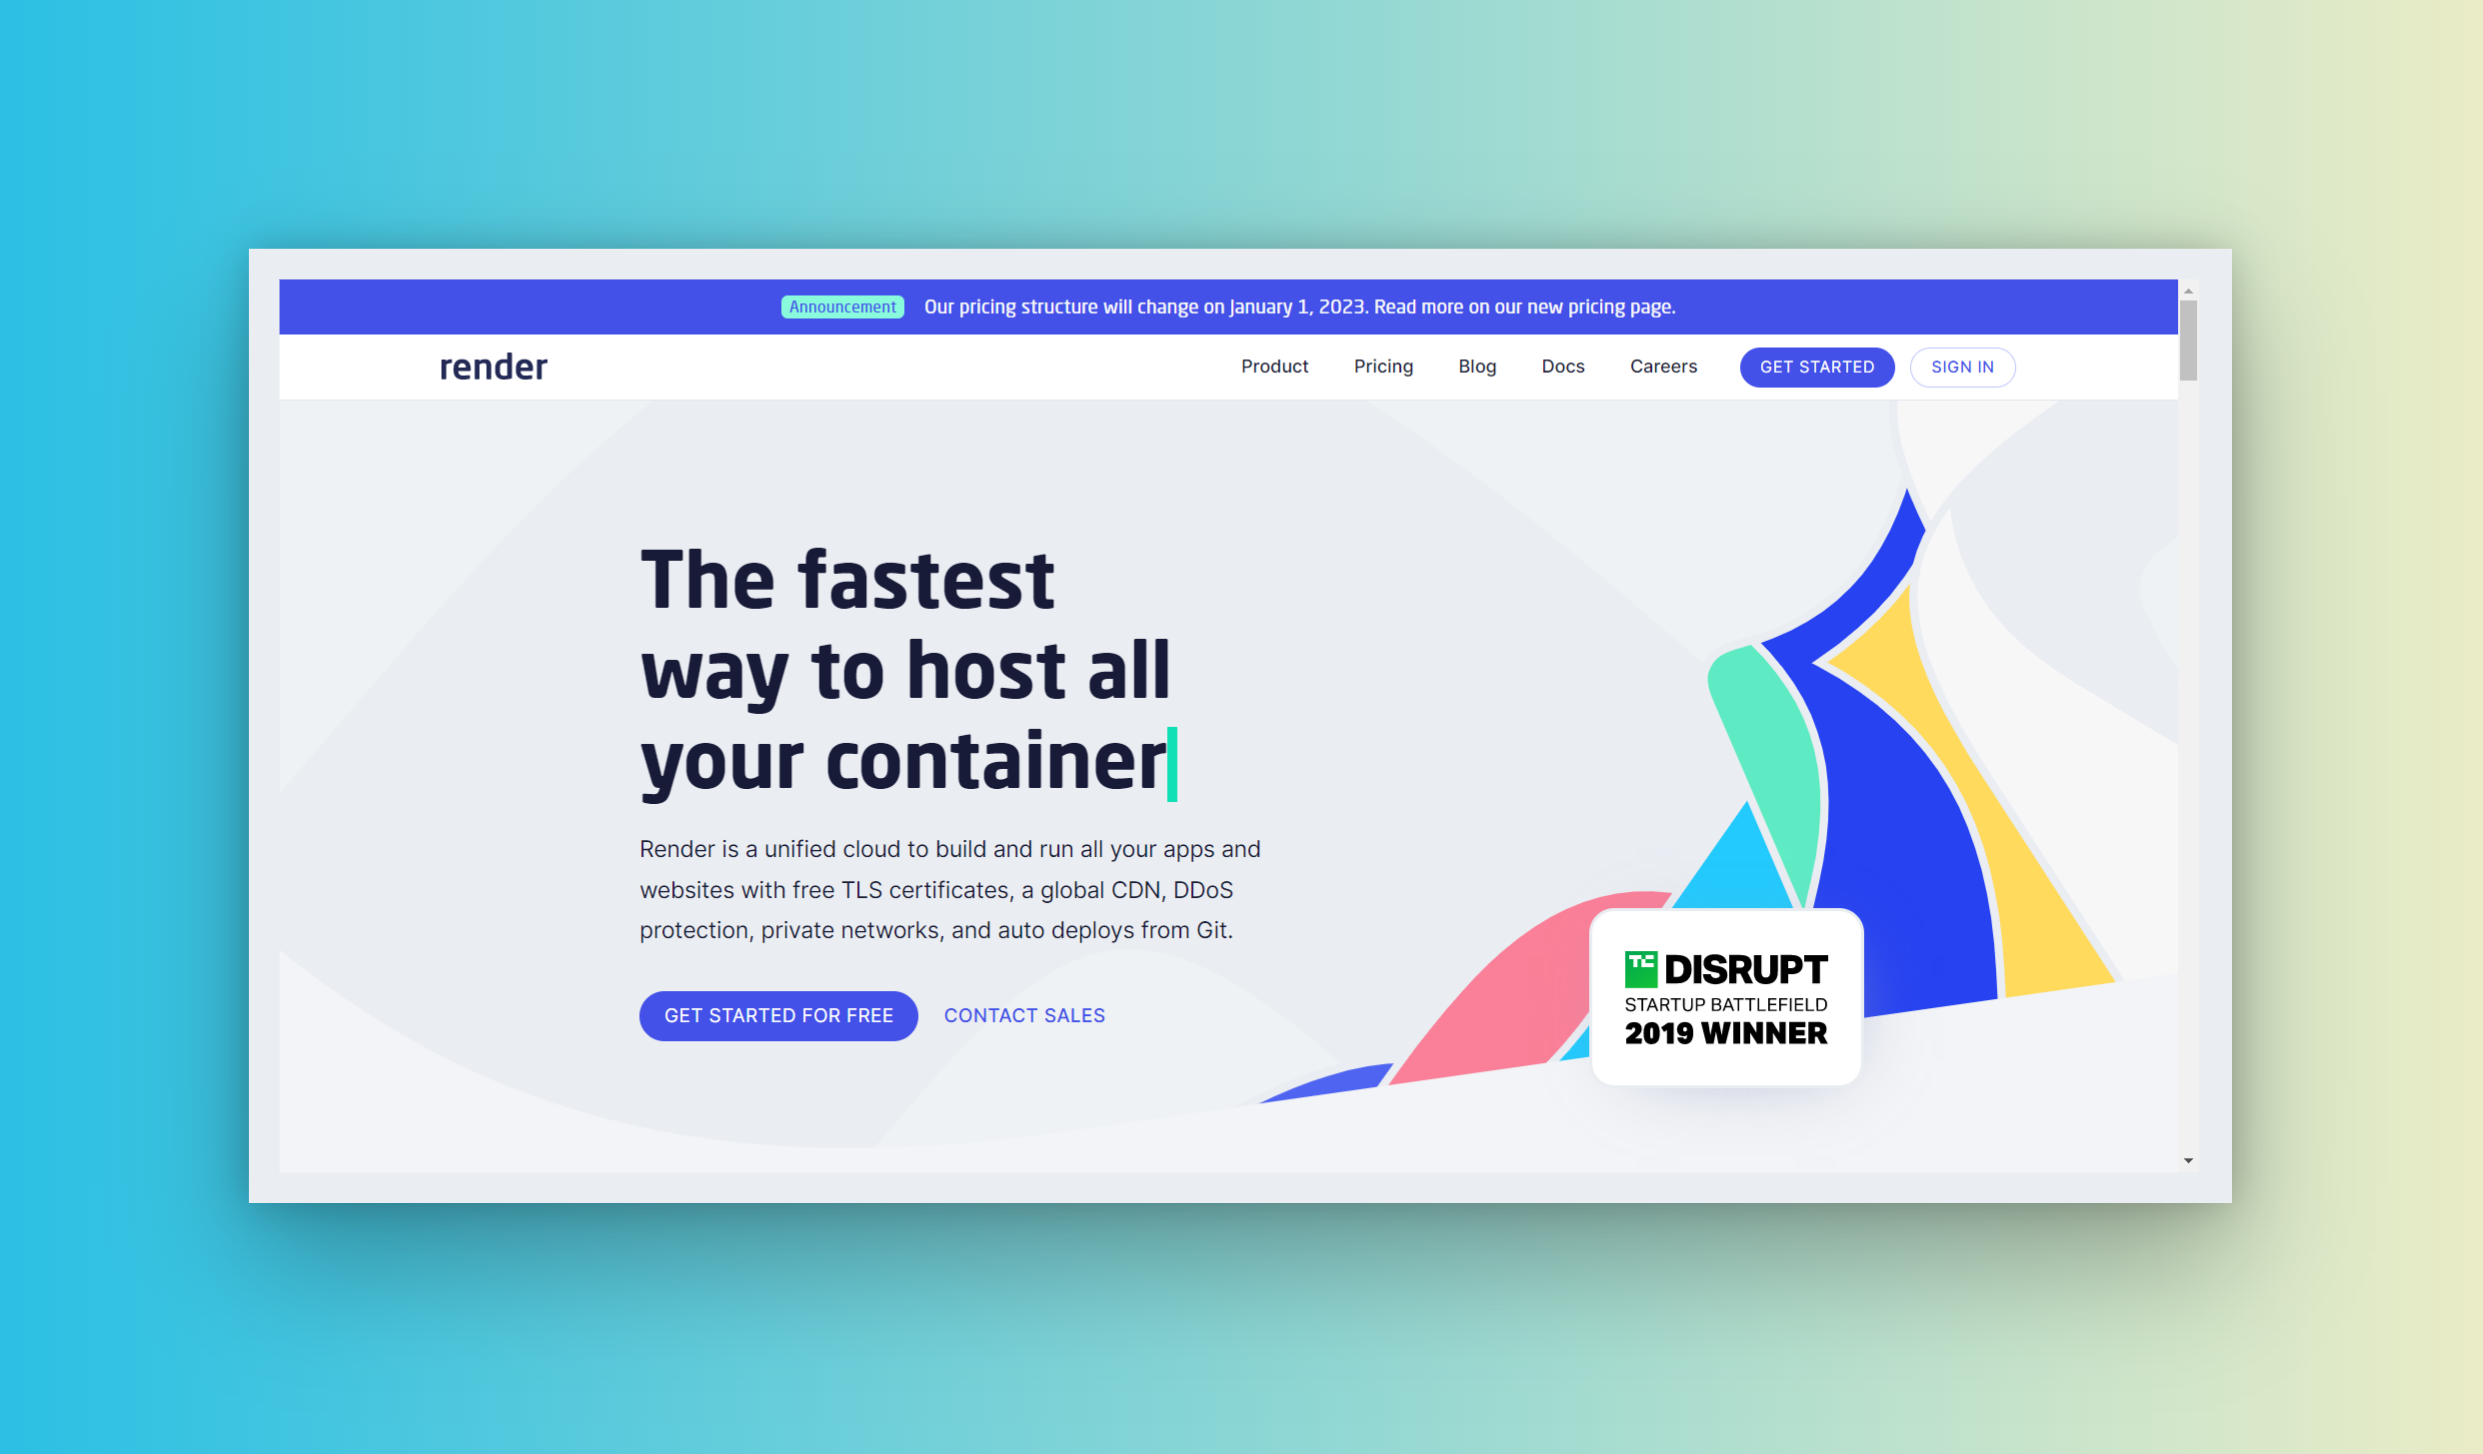 Announcement Our pricing structure will change on January 1, 2023. Read more on our new pricing page.
render Product Pricing Blog Docs Careers GET STARTED SIGN IN
The fastest
way to host all
your container
Render is a unified cloud to build and run all your apps and
websites with free TLS certificates, a global CDN, DDoS
protection, private networks, and auto deploys from Git.
GET STARTED FOR FREE CONTACT SALES
TC DISRUPT
STARTUP BATTLEFIELD
2019 WINNER